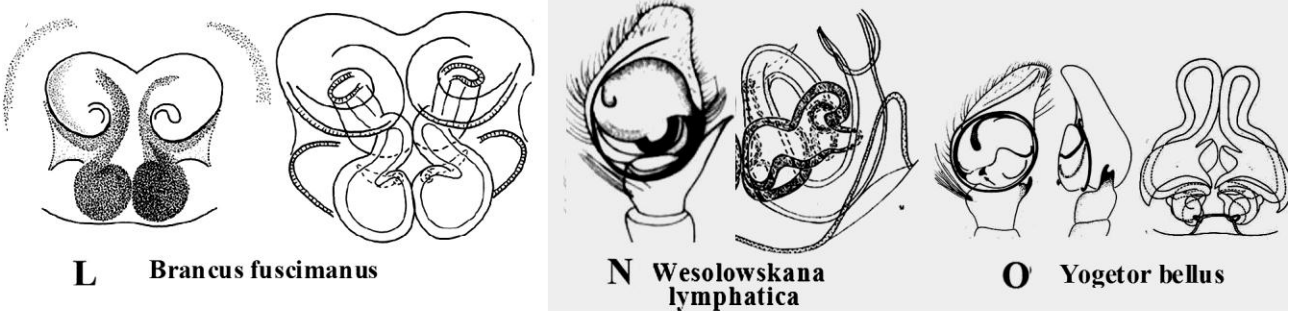 L Brancus fuscimanus
N Wesolowskana
lymphatica
O Yogetor bellus